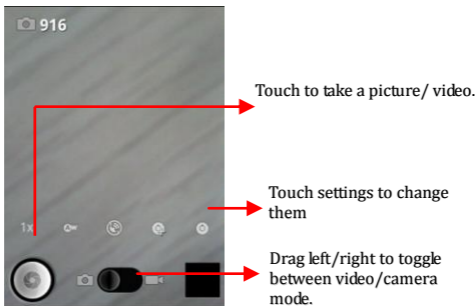 916
Touch to take a picture/ video.
1x
Touch settings to change
them
Drag left/right to toggle
between video/camera
mode.